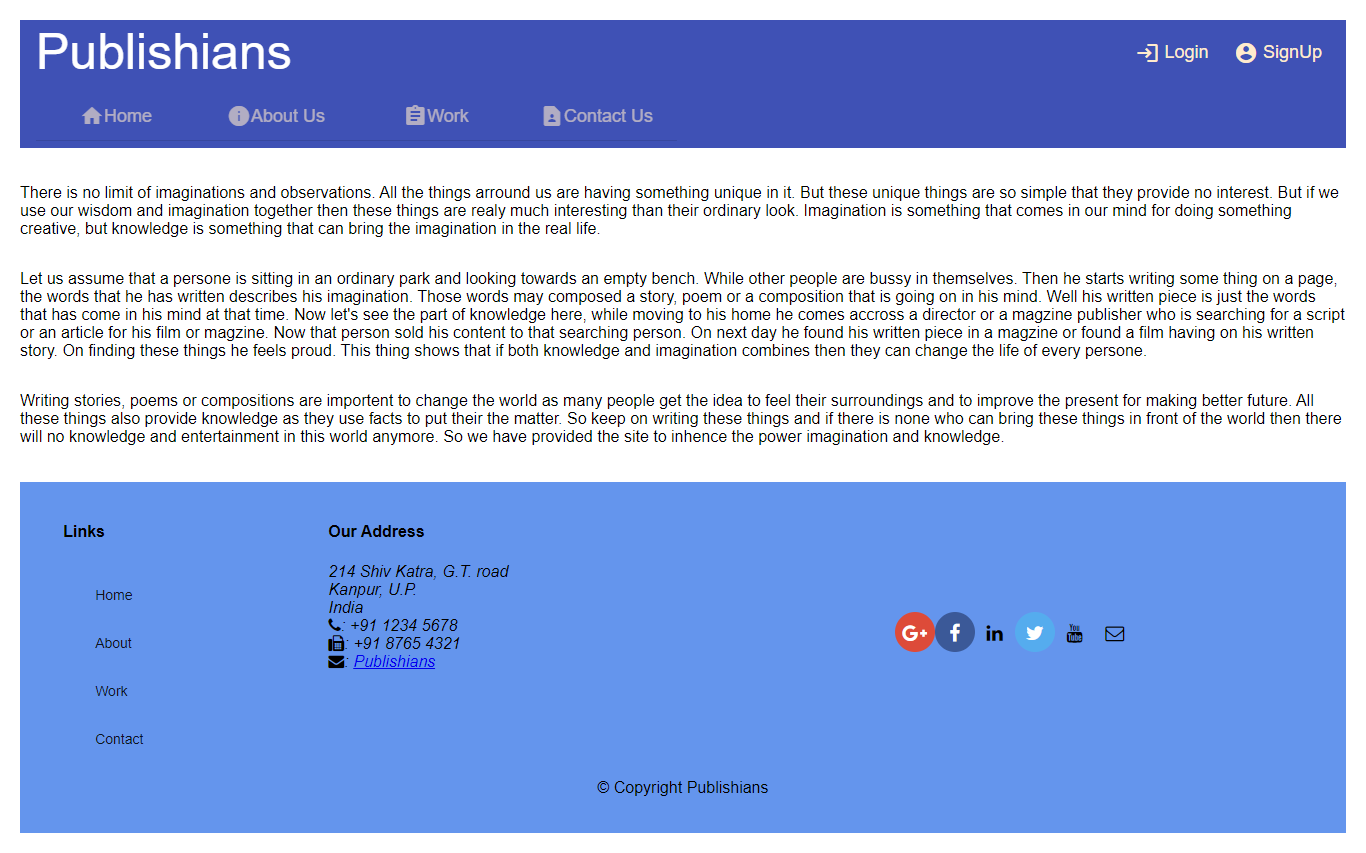 Publishians
Login SignUp
Home About Us Work Contact Us
There is no limit of imaginations and observations. All the things arround us are having something unique in it. But these unique things are so simple that they provide no interest. But if we
use our wisdom and imagination together then these things are realy much interesting than their ordinary look. Imagination is something that comes in our mind for doing something
creative, but knowledge is something that can bring the imagination in the real life.
Let us assume that a persone is sitting in an ordinary park and looking towards an empty bench. While other people are bussy in themselves. Then he starts writing some thing on a page,
the words that he has written describes his imagination. Those words may composed a story, poem or a composition that is going on in his mind. Well his written piece is just the words
that has come in his mind at that time. Now let's see the part of knowledge here, while moving to his home he comes accross a director or a magzine publisher who is searching for a script
or an article for his film or magzine. Now that person sold his content to that searching person. On next day he found his written piece in a magzine or found a film having on his written
story. On finding these things he feels proud. This thing shows that if both knowledge and imagination combines then they can change the life of every persone.
Writing stories, poems or compositions are importent to change the world as many people get the idea to feel their surroundings and to improve the present for making better future. All
these things also provide knowledge as they use facts to put their the matter. So keep on writing these things and if there is none who can bring these things in front of the world then there
will no knowledge and entertainment in this world anymore. So we have provided the site to inhence the power imagination and knowledge.
Links
Home
About
Work
Contact
Our Address
214 Shiv Katra, G.T. road
Kanpur, U.P.
India
: +91 1234 5678
: +91 8765 4321
: Publishians
G+ f in You Tube
© Copyright Publishians